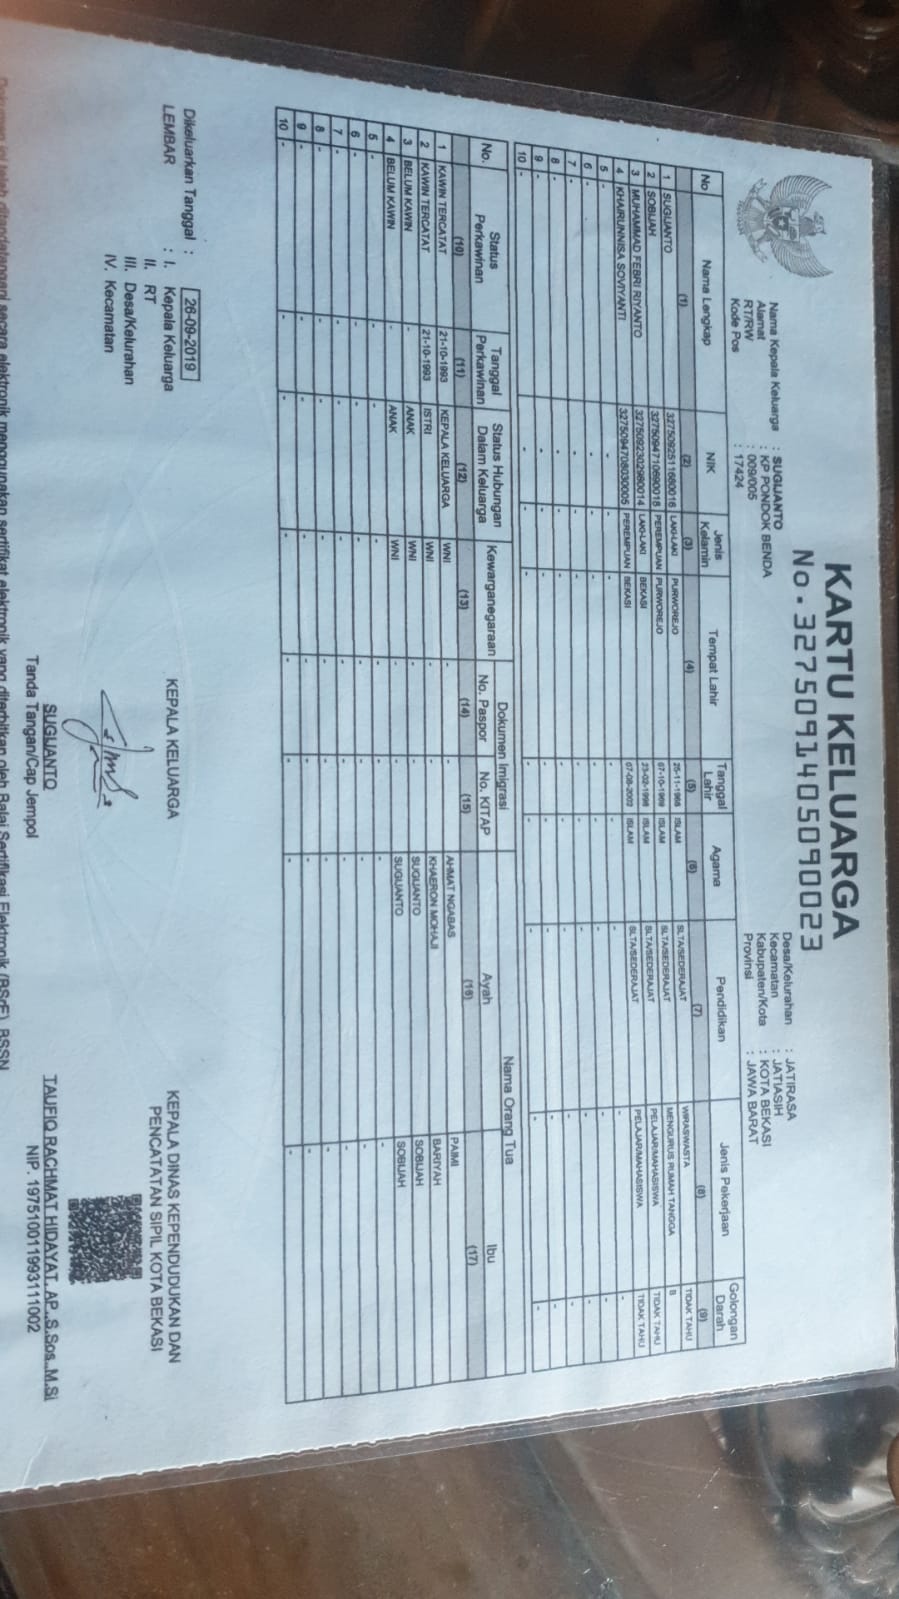 KARTU KELUARGA
No. 3275091405090023
Nama Kepala Keluarga : SUGIJANTO
Alamat : KP PONDOK BENDA
RT/RW : 009/005
Kode Pos : 17424
Desa/Kelurahan : JATIRASA
Kecamatan : JATIASIH
Kabupaten/Kota : KOTA BEKASI
Provinsi : JAWA BARAT
No Nama Lengkap NIK Jenis Kelamin Tempat Lahir Tanggal Lahir Agama Pendidikan Jenis Pekerjaan Golongan Darah
(1) (2) (3) (4) (5) (6) (7) (8) (9)
1 SUGIJANTO 3275092511680016 LAKI-LAKI PURWOREJO ISLAM SLTA/SEDERAJAT WIRASWASTA TIDAK TAHU
2 SOBIJAH 3275094710690018 PEREMPUAN PURWOREJO 07-10-1969 ISLAM SLTA/SEDERAJAT MENGURUS RUMAH TANGGA B
3 MUHAMMAD FEBRI RIYANTO 3275092302980014 LAKI-LAKI BEKASI 23-02-1998 ISLAM SLTA/SEDERAJAT PELAJAR/MAHASISWA TIDAK TAHU
4 KHAIRUNNISA SOVIYANTI 3275094708030005 PEREMPUAN BEKASI ISLAM SLTA/SEDERAJAT PELAJAR/MAHASISWA TIDAK TAHU
5 - - - - - - - - -
6 - - - - - - - - -
7 - - - - - - - - -
8 - - - - - - - - -
9 - - - - - - - - -
10 - - - - - - - - -
No. Status Perkawinan Tanggal Perkawinan Status Hubungan Dalam Keluarga Kewarganegaraan Dokumen Imigrasi Nama Orang Tua
No. Paspor No. KITAP Ayah Ibu
(10) (11) (12) (13) (14) (15) (16) (17)
1 KAWIN TERCATAT 21-10-1993 KEPALA KELUARGA WNI - - AHMAT NGABAS PAIMI
2 KAWIN TERCATAT 21-10-1993 ISTRI WNI - - KHAERON MOHAJI BARIYAH
3 BELUM KAWIN - ANAK WNI - - SUGIJANTO SOBIJAH
4 BELUM KAWIN - ANAK WNI - - SUGIJANTO SOBIJAH
5 - - - - - - - -
6 - - - - - - - -
7 - - - - - - - -
8 - - - - - - - -
9 - - - - - - - -
10 - - - - - - - -
Dikeluarkan Tanggal : 26-09-2019
LEMBAR : I. Kepala Keluarga
II. RT
III. Desa/Kelurahan
IV. Kecamatan
KEPALA KELUARGA
SUGIJANTO
Tanda Tangan/Cap Jempol
KEPALA DINAS KEPENDUDUKAN DAN
PENCATATAN SIPIL KOTA BEKASI
TAUFIQ RACHMAT HIDAYAT, AP.,S.Sos.,M.Si
NIP. 197510011993111002
Dokumen ini telah ditandatangani secara elektronik menggunakan sertifikat elektronik yang diterbitkan oleh Balai Sertifikasi Elektronik (BSrE), BSSN